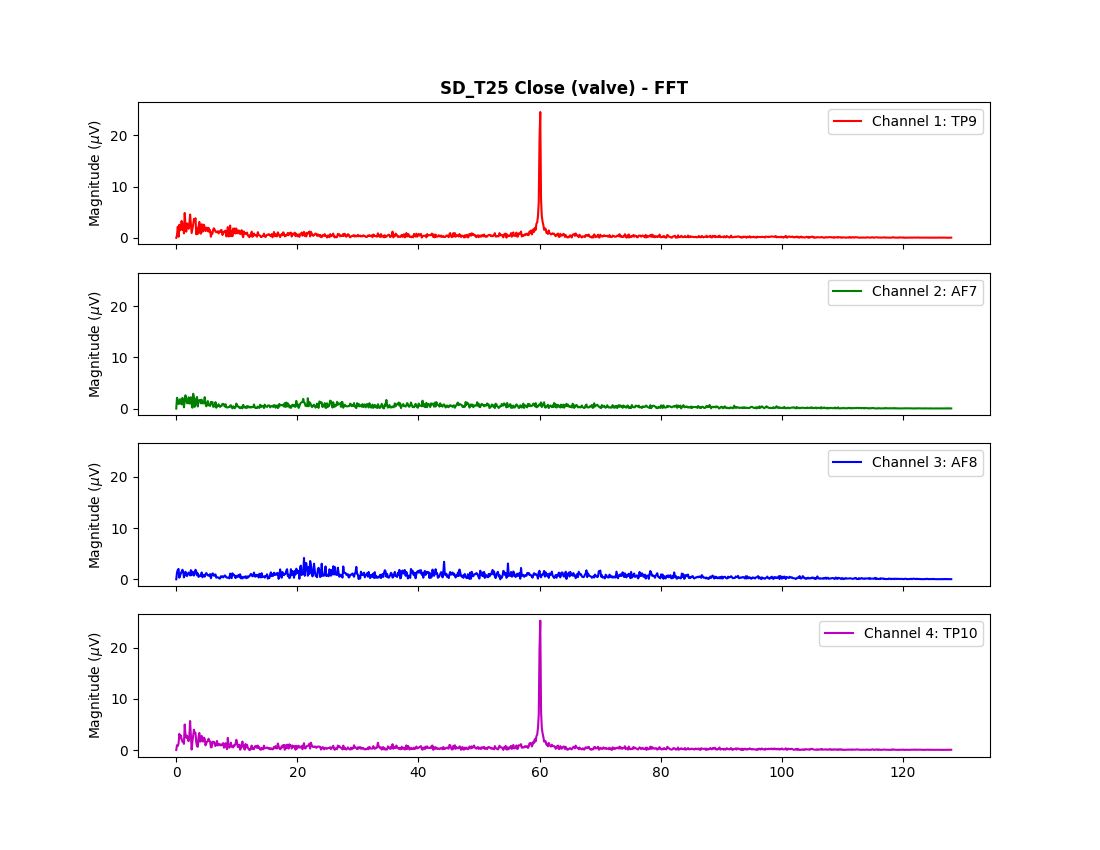 SD_T25 Close (valve) - FFT
Magnitude (μV)
20
10
0
Channel 1: TP9
Magnitude (μV)
20
10
0
Channel 2: AF7
Magnitude (μV)
20
10
0
Channel 3: AF8
Magnitude (μV)
20
10
0
Channel 4: TP10
0 20 40 60 80 100 120